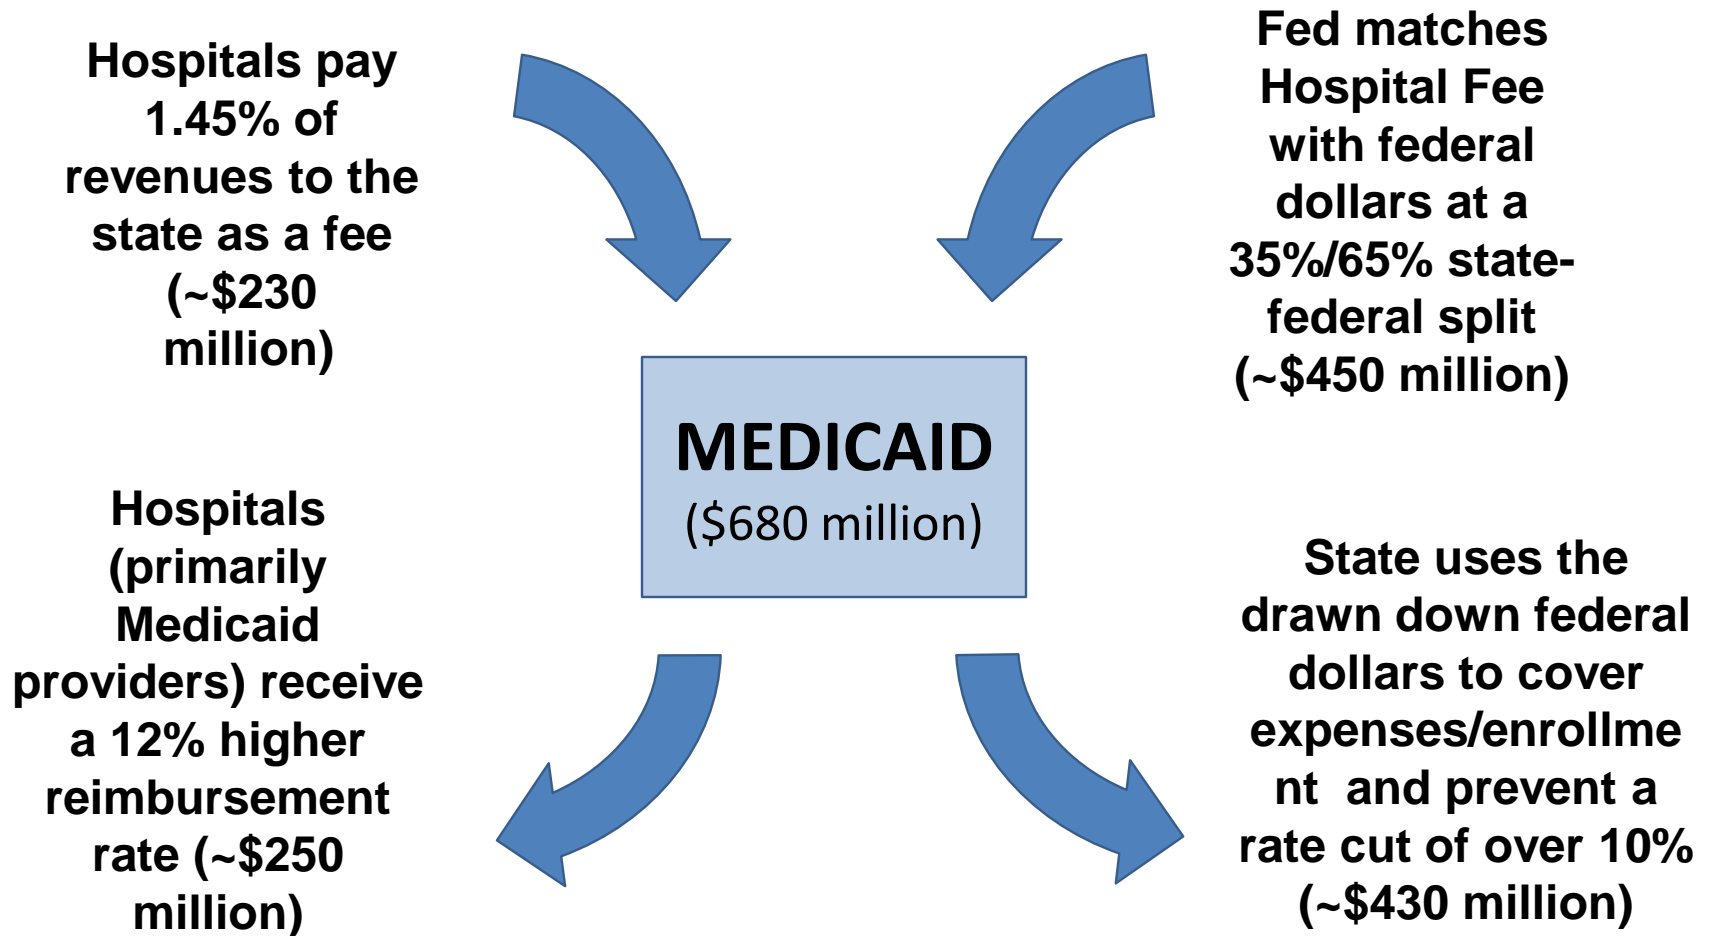 Hospitals pay
1.45% of
revenues to the
state as a fee
(~$230
million)
Fed matches
Hospital Fee
with federal
dollars at a
35%/65% state-
federal split
(~$450 million)
MEDICAID
($680 million)
Hospitals
(primarily
Medicaid
providers) receive
a 12% higher
reimbursement
rate (~$250
million)
State uses the
drawn down federal
dollars to cover
expenses/enrollme
nt  and prevent a
rate cut of over 10%
(~$430 million)